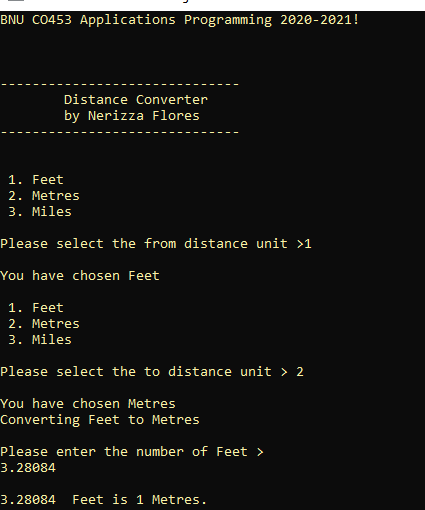 BNU CO453 Applications Programming 2020-2021!
------------------------------
Distance Converter
by Nerizza Flores
------------------------------
1. Feet
2. Metres
3. Miles
Please select the from distance unit >1
You have chosen Feet
1. Feet
2. Metres
3. Miles
Please select the to distance unit > 2
You have chosen Metres
Converting Feet to Metres
Please enter the number of Feet >
3.28084
3.28084  Feet is 1 Metres.